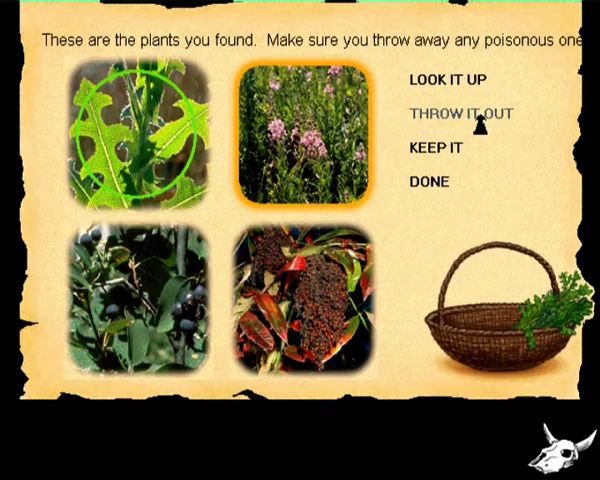 These are the plants you found. Make sure you throw away any poisonous one
LOOK IT UP
THROW IT OUT
KEEP IT
DONE